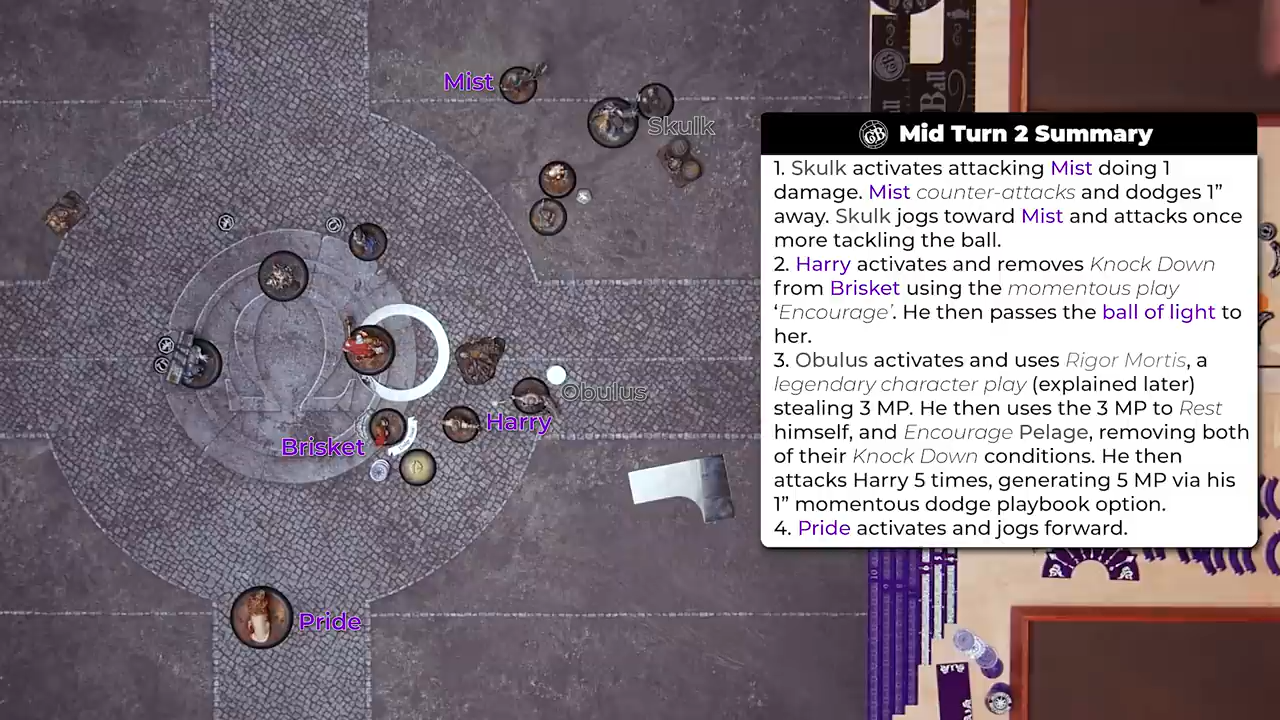 Mist
Skulk
Ball
GB
Mid Turn 2 Summary
1. Skulk activates attacking Mist doing 1
damage. Mist counter-attacks and dodges 1”
away. Skulk jogs toward Mist and attacks once
more tackling the ball.
2. Harry activates and removes Knock Down
from Brisket using the momentous play
‘Encourage’. He then passes the ball of light to
her.
3. Obulus activates and uses Rigor Mortis, a
legendary character play (explained later)
stealing 3 MP. He then uses the 3 MP to Rest
himself, and Encourage Pelage, removing both
of their Knock Down conditions. He then
attacks Harry 5 times, generating 5 MP via his
1” momentous dodge playbook option.
4. Pride activates and jogs forward.
Obulus
Harry
Brisket
Pride